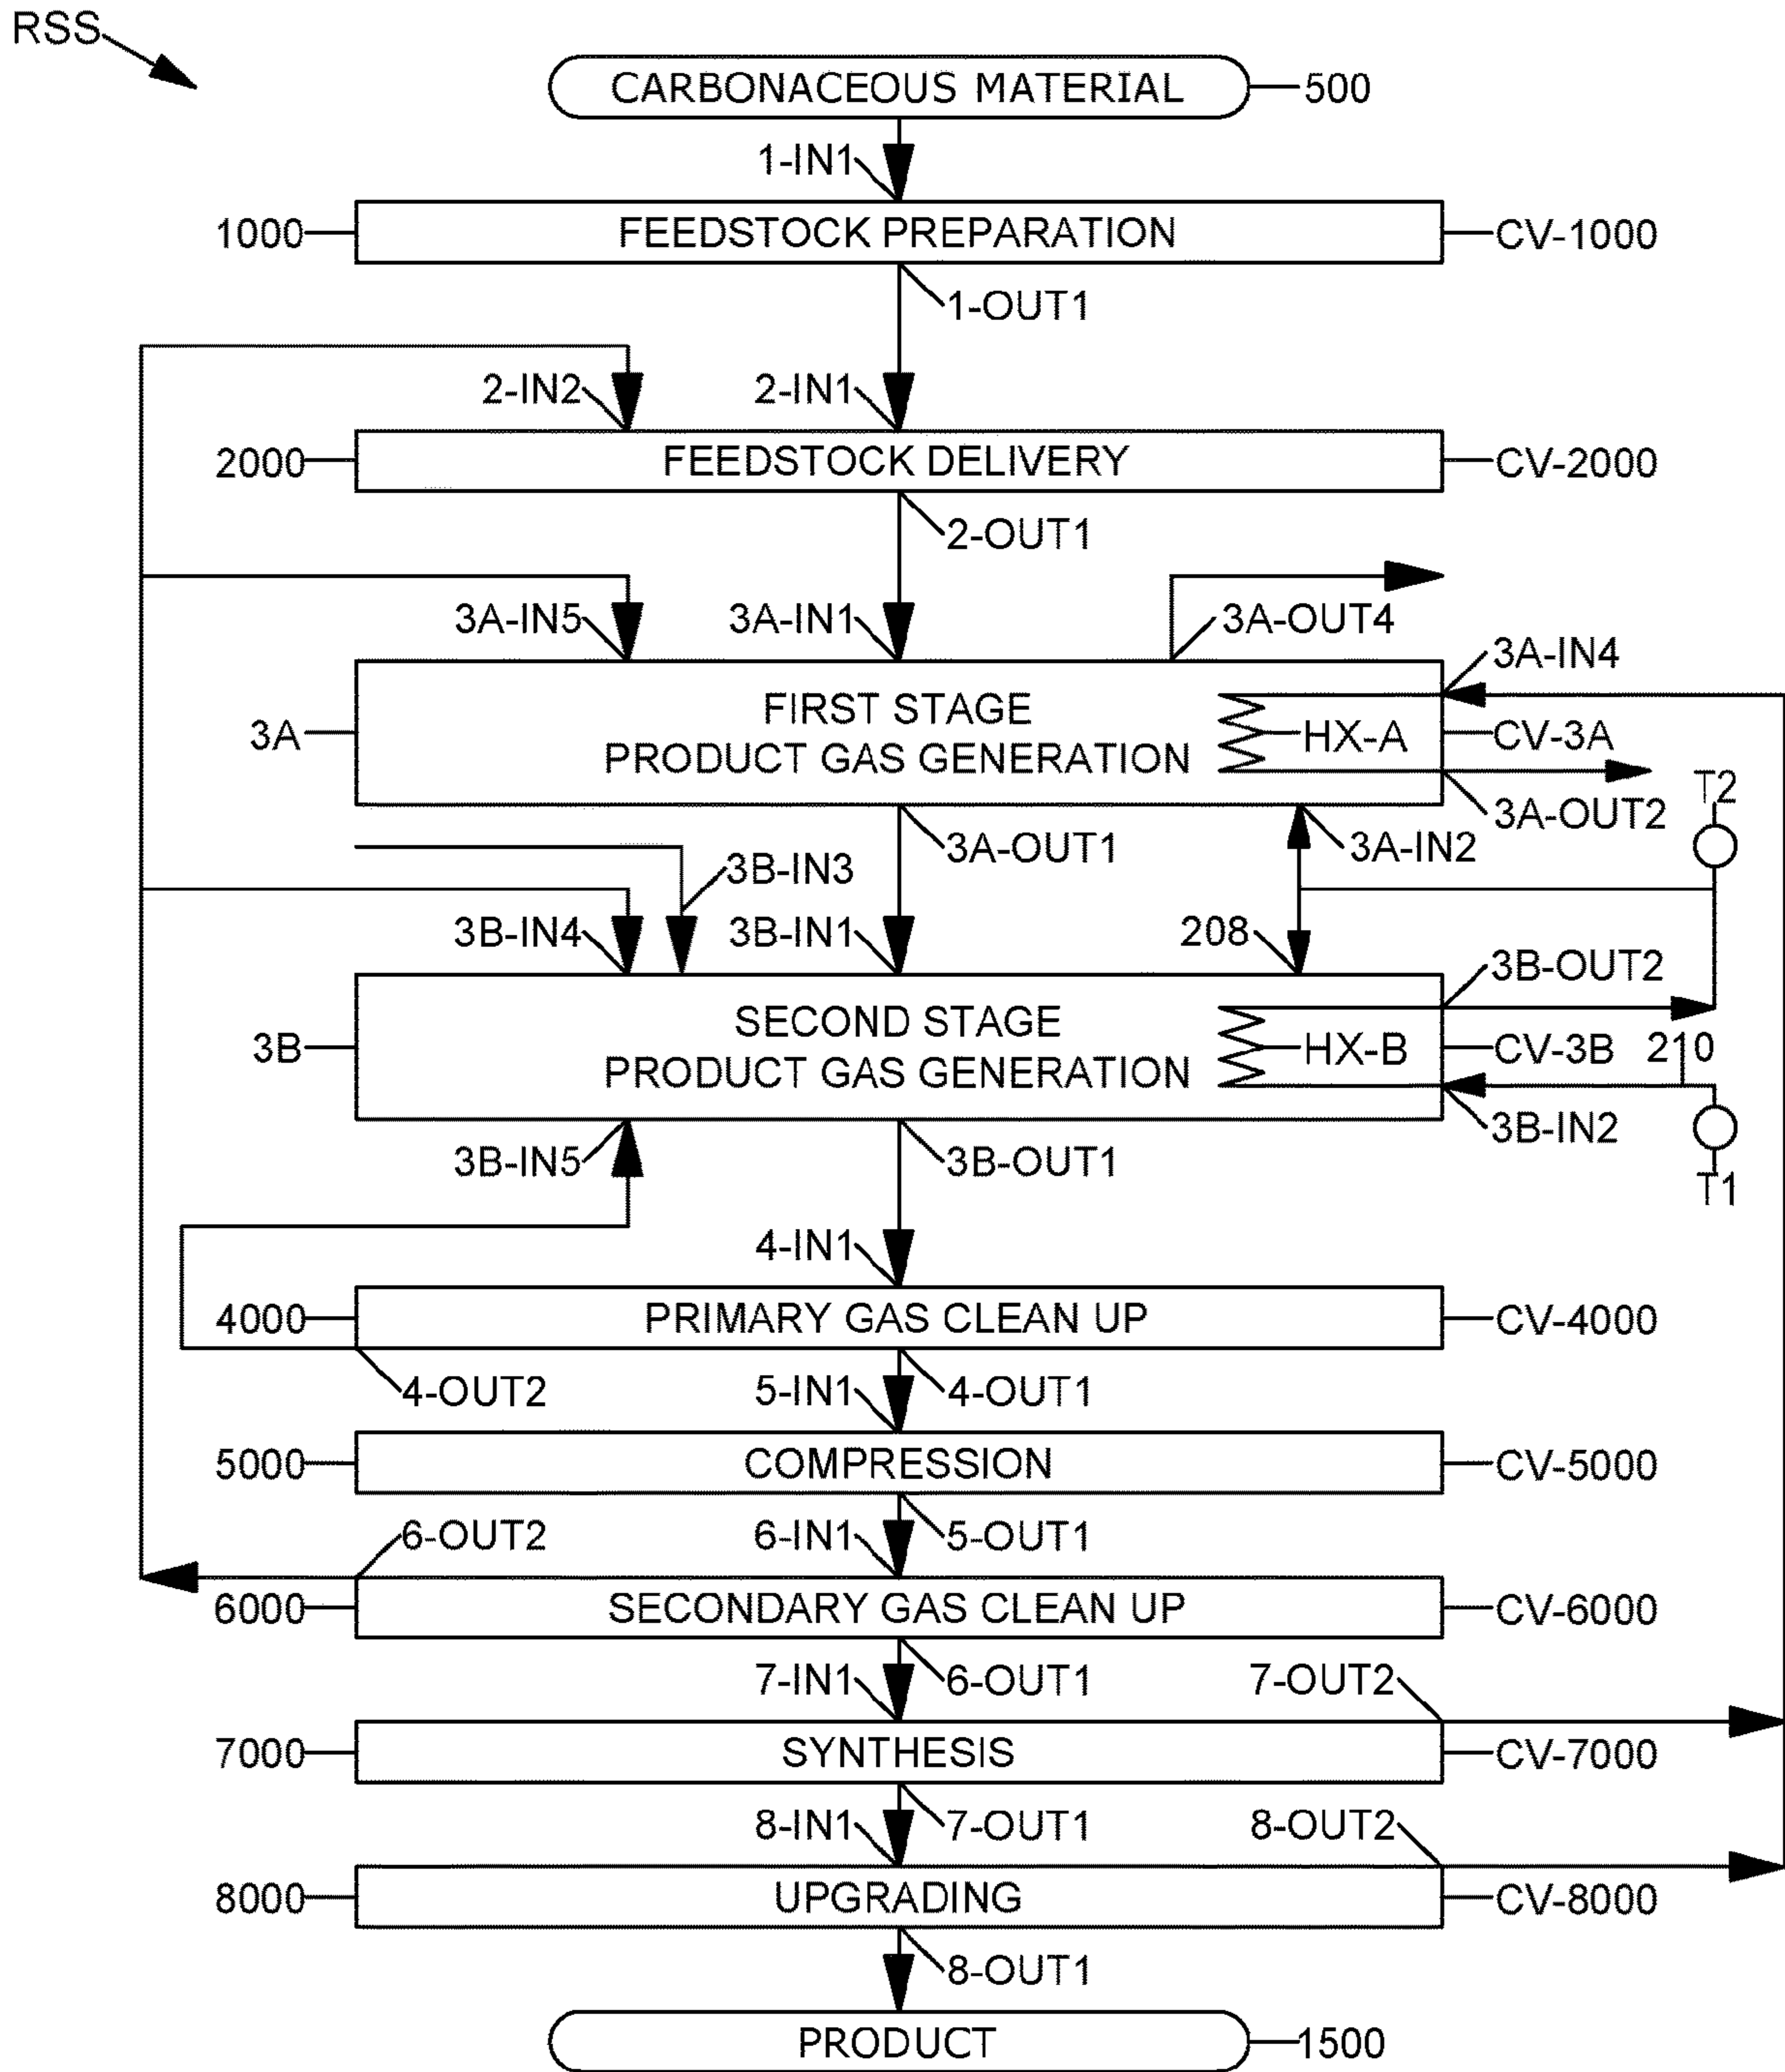 RSS
CARBONACEOUS MATERIAL
500
1-IN1
1000
FEEDSTOCK PREPARATION
CV-1000
1-OUT1
2-IN2
2-IN1
2000
FEEDSTOCK DELIVERY
CV-2000
2-OUT1
3A-IN5
3A-IN1
3A-OUT4
3A-IN4
3A
FIRST STAGE
PRODUCT GAS GENERATION
HX-A
CV-3A
3A-OUT2
T2
3A-OUT1
3A-IN2
3B-IN3
3B-IN4
3B-IN1
208
3B-OUT2
3B
SECOND STAGE
PRODUCT GAS GENERATION
HX-B
CV-3B
210
3B-IN2
T1
3B-IN5
3B-OUT1
4-IN1
4000
PRIMARY GAS CLEAN UP
CV-4000
4-OUT2
5-IN1
4-OUT1
5000
COMPRESSION
CV-5000
6-OUT2
6-IN1
5-OUT1
6000
SECONDARY GAS CLEAN UP
CV-6000
7-IN1
6-OUT1
7-OUT2
7000
SYNTHESIS
CV-7000
8-IN1
7-OUT1
8-OUT2
8000
UPGRADING
CV-8000
8-OUT1
PRODUCT
1500